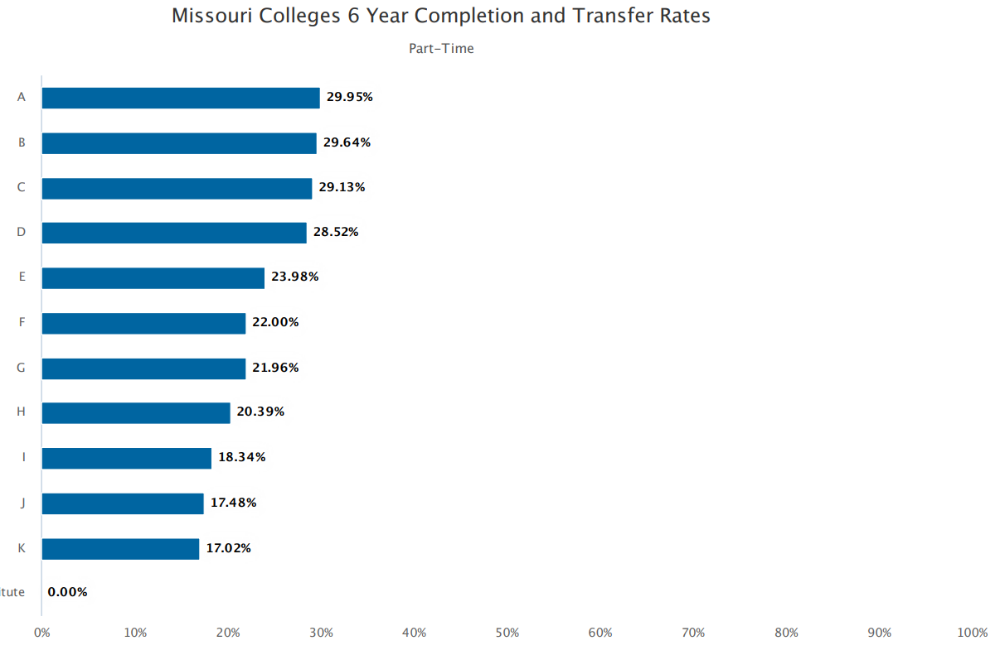 Missouri Colleges 6 Year Completion and Transfer Rates
Part-Time
A 29.95%
B 29.64%
C 29.13%
D 28.52%
E 23.98%
F 22.00%
G 21.96%
H 20.39%
I 18.34%
J 17.48%
K 17.02%
itute 0.00%
0% 10% 20% 30% 40% 50% 60% 70% 80% 90% 100%